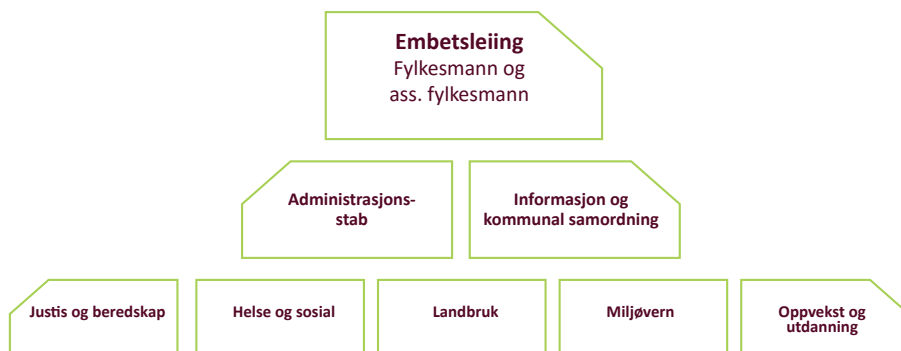 Embetsleiing
Fylkesmann og
ass. fylkesmann
Administrasjons-
stab
Informasjon og
kommunal samordning
Justis og beredskap
Helse og sosial
Landbruk
Miljøvern
Oppvekst og
utdanning